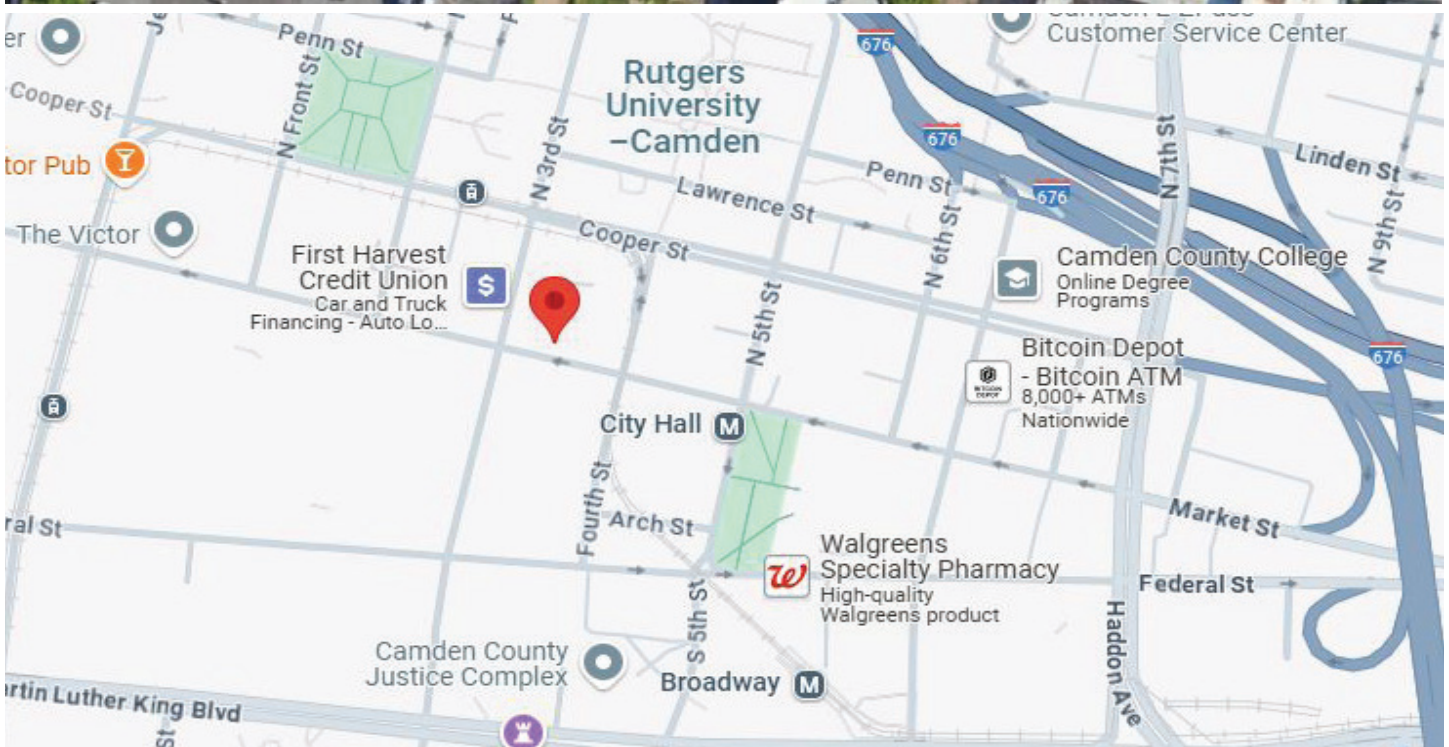 Customer Service Center
er
Je
Penn St
676
Cooper St
N Front St
N 3rd St
Rutgers
University
–Camden
N 7th St
676
Linden St
tor Pub
Penn St
676
Lawrence St
N 9th St
N 6th St
The Victor
Cooper St
First Harvest
Credit Union
Car and Truck
Financing - Auto Lo...
$
Camden County College
Online Degree
Programs
N 5th St
Bitcoin Depot
- Bitcoin ATM
8,000+ ATMs
Nationwide
676
City Hall
M
Fourth St
Arch St
Market St
ral St
Walgreens
Specialty Pharmacy
High-quality
Walgreens product
W
Federal St
S 5th St
Haddon Ave
Camden County
Justice Complex
Broadway
M
artin Luther King Blvd
St